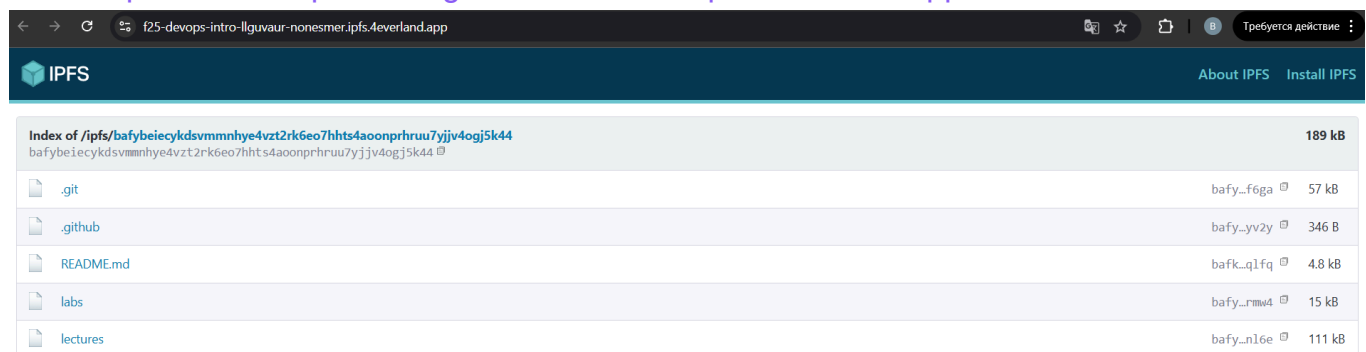 f25-devops-intro-llguvaur-nonesmer.ipfs.4everland.app В Требуется действие
IPFS About IPFS Install IPFS
Index of /ipfs/bafybeiecykdsvmmnhye4vzt2rk6eo7hhts4aoonprhruu7yjjv4ogj5k44 189 kB
bafybeiecykdsvmmnhye4vzt2rk6eo7hhts4aoonprhruu7yjjv4ogj5k44
.git bafy…f6ga 57 kB
.github bafy…yv2y 346 B
README.md bafk…qlfq 4.8 kB
labs bafy…rmw4 15 kB
lectures bafy…nl6e 111 kB